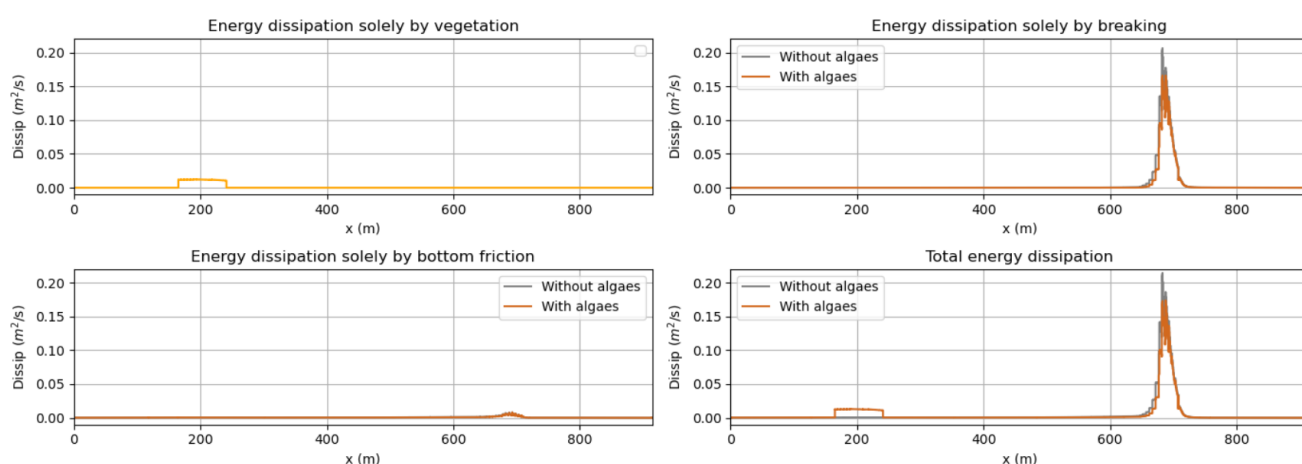 Energy dissipation solely by vegetation
Dissip (m²/s)
0.20
0.15
0.10
0.05
0.00
0 200 400 600 800
x (m)
Energy dissipation solely by breaking
Dissip (m²/s)
0.20
0.15
0.10
0.05
0.00
Without algaes
With algaes
0 200 400 600 800
x (m)
Energy dissipation solely by bottom friction
Dissip (m²/s)
0.20
0.15
0.10
0.05
0.00
Without algaes
With algaes
0 200 400 600 800
x (m)
Total energy dissipation
Dissip (m²/s)
0.20
0.15
0.10
0.05
0.00
Without algaes
With algaes
0 200 400 600 800
x (m)